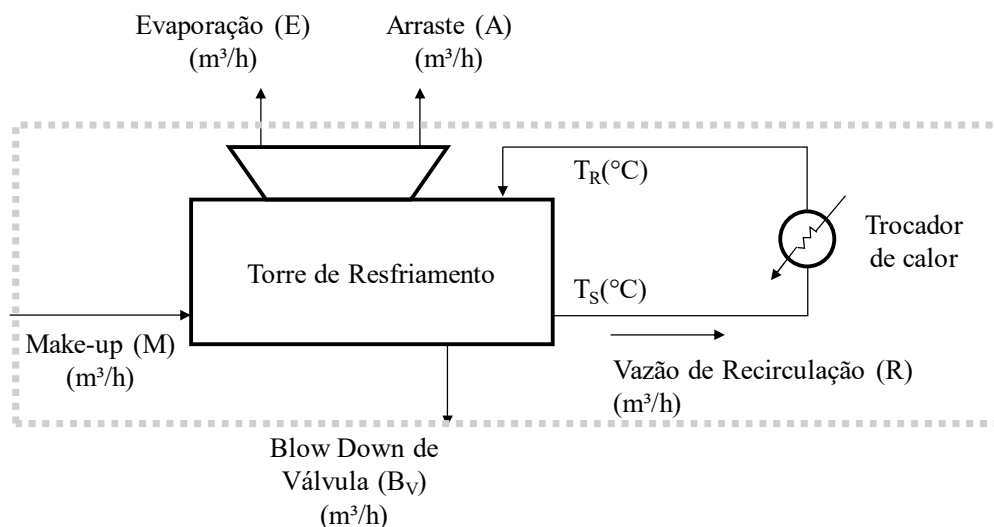 Evaporação (E)
(m³/h)
Arraste (A)
(m³/h)
T_R(°C)
Trocador
de calor
Torre de Resfriamento
T_S(°C)
Make-up (M)
(m³/h)
Vazão de Recirculação (R)
(m³/h)
Blow Down de
Válvula (B_V)
(m³/h)